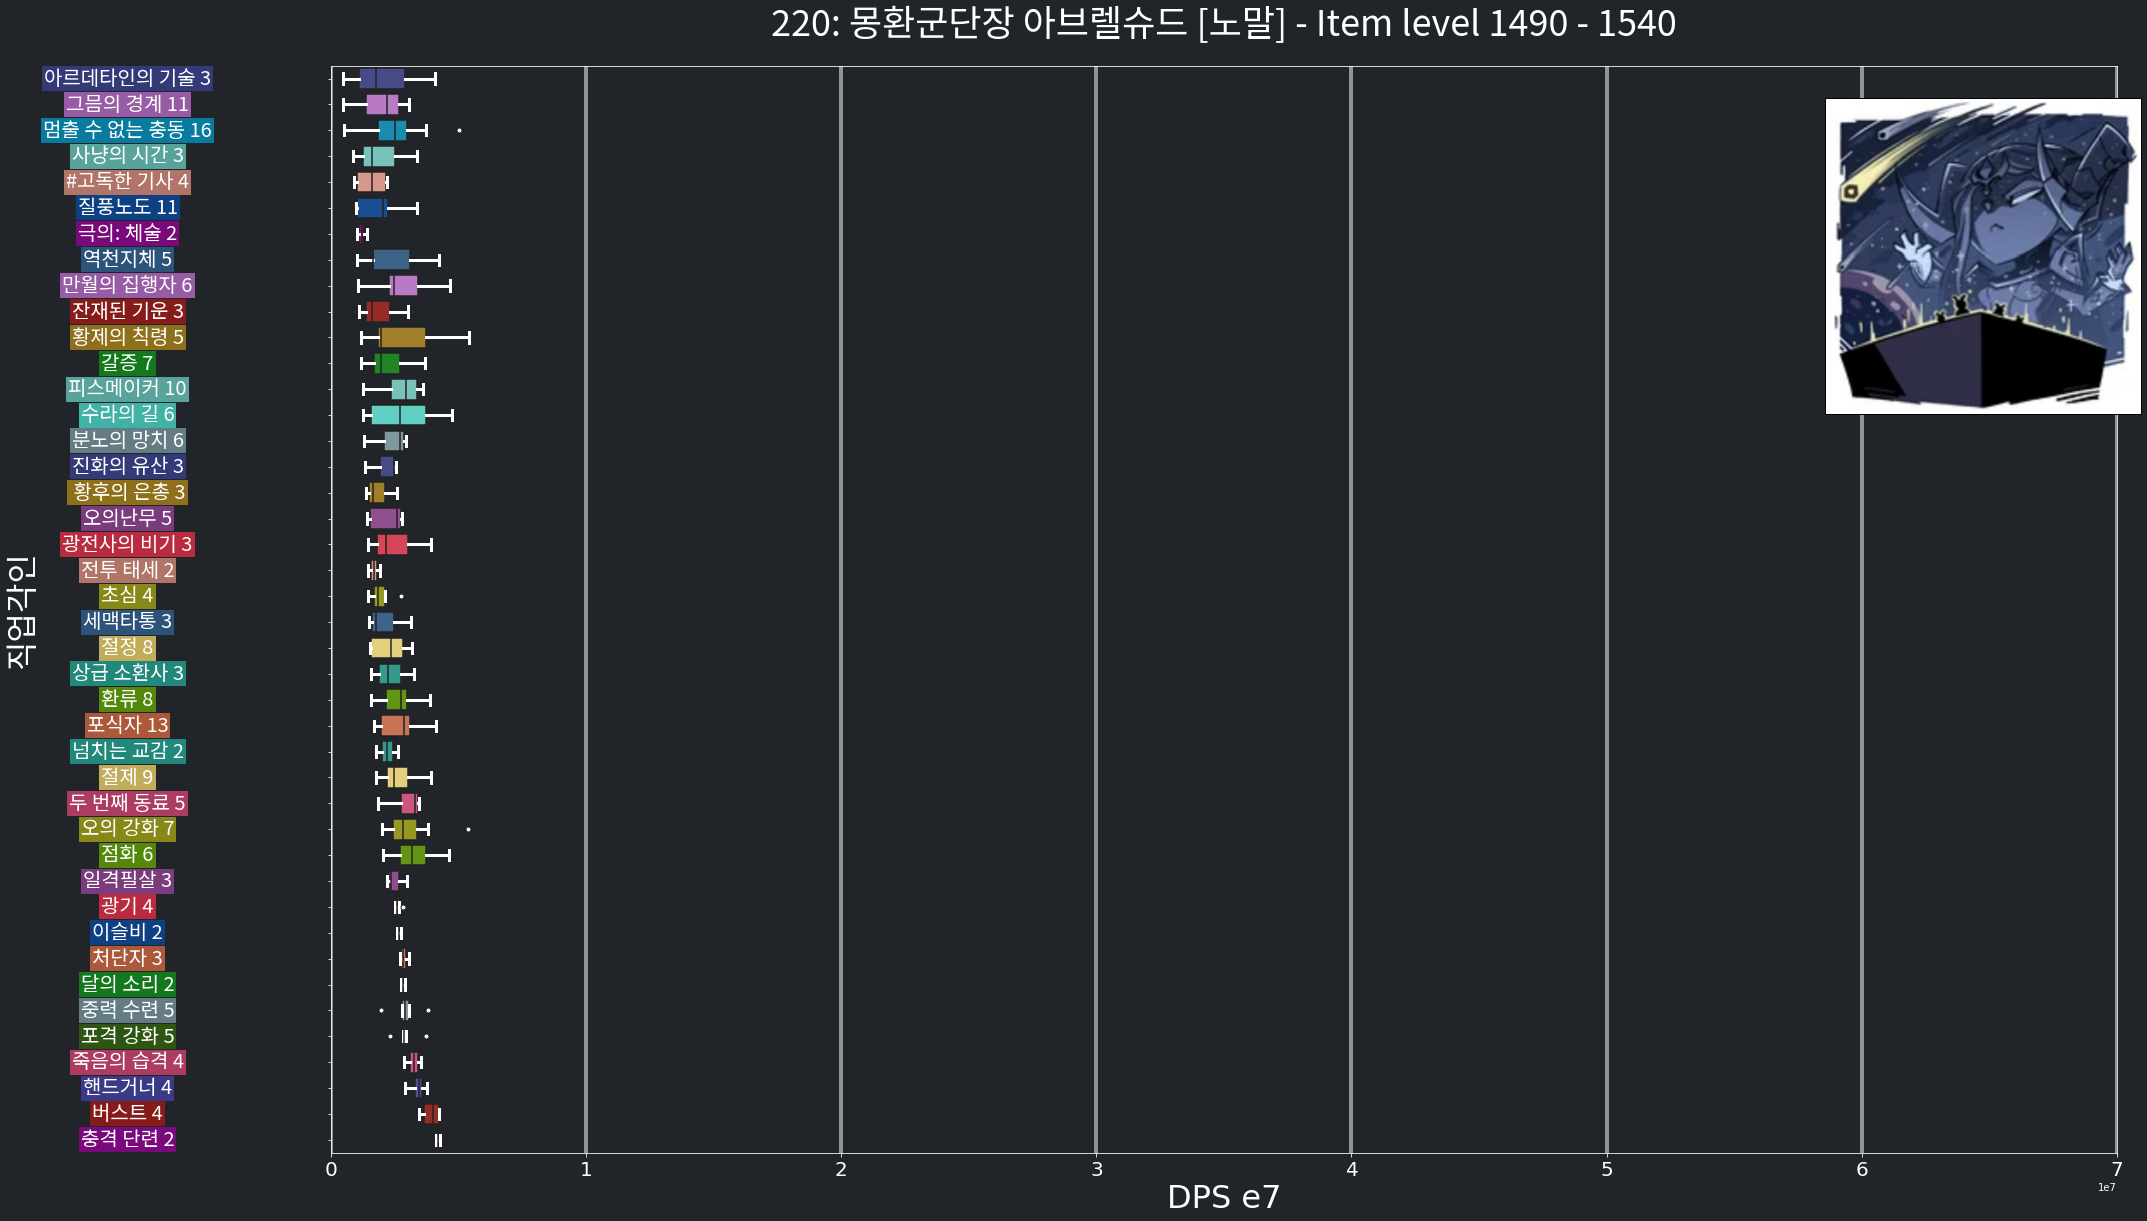 220: 몽환군단장 아브렐슈드 [노말] - Item level 1490 - 1540
직업각인
아르데타인의 기술 3
그믐의 경계 11
멈출 수 없는 충동 16
사냥의 시간 3
#고독한 기사 4
질풍노도 11
극의: 체술 2
역천지체 5
만월의 집행자 6
잔재된 기운 3
황제의 칙령 5
갈증 7
피스메이커 10
수라의 길 6
분노의 망치 6
진화의 유산 3
황후의 은총 3
오의난무 5
광전사의 비기 3
전투 태세 2
초심 4
세맥타통 3
절정 8
상급 소환사 3
환류 8
포식자 13
넘치는 교감 2
절제 9
두 번째 동료 5
오의 강화 7
점화 6
일격필살 3
광기 4
이슬비 2
처단자 3
달의 소리 2
중력 수련 5
포격 강화 5
죽음의 습격 4
핸드거너 4
버스트 4
충격 단련 2
0 1 2 3 4 5 6 7
1e7
DPS e7